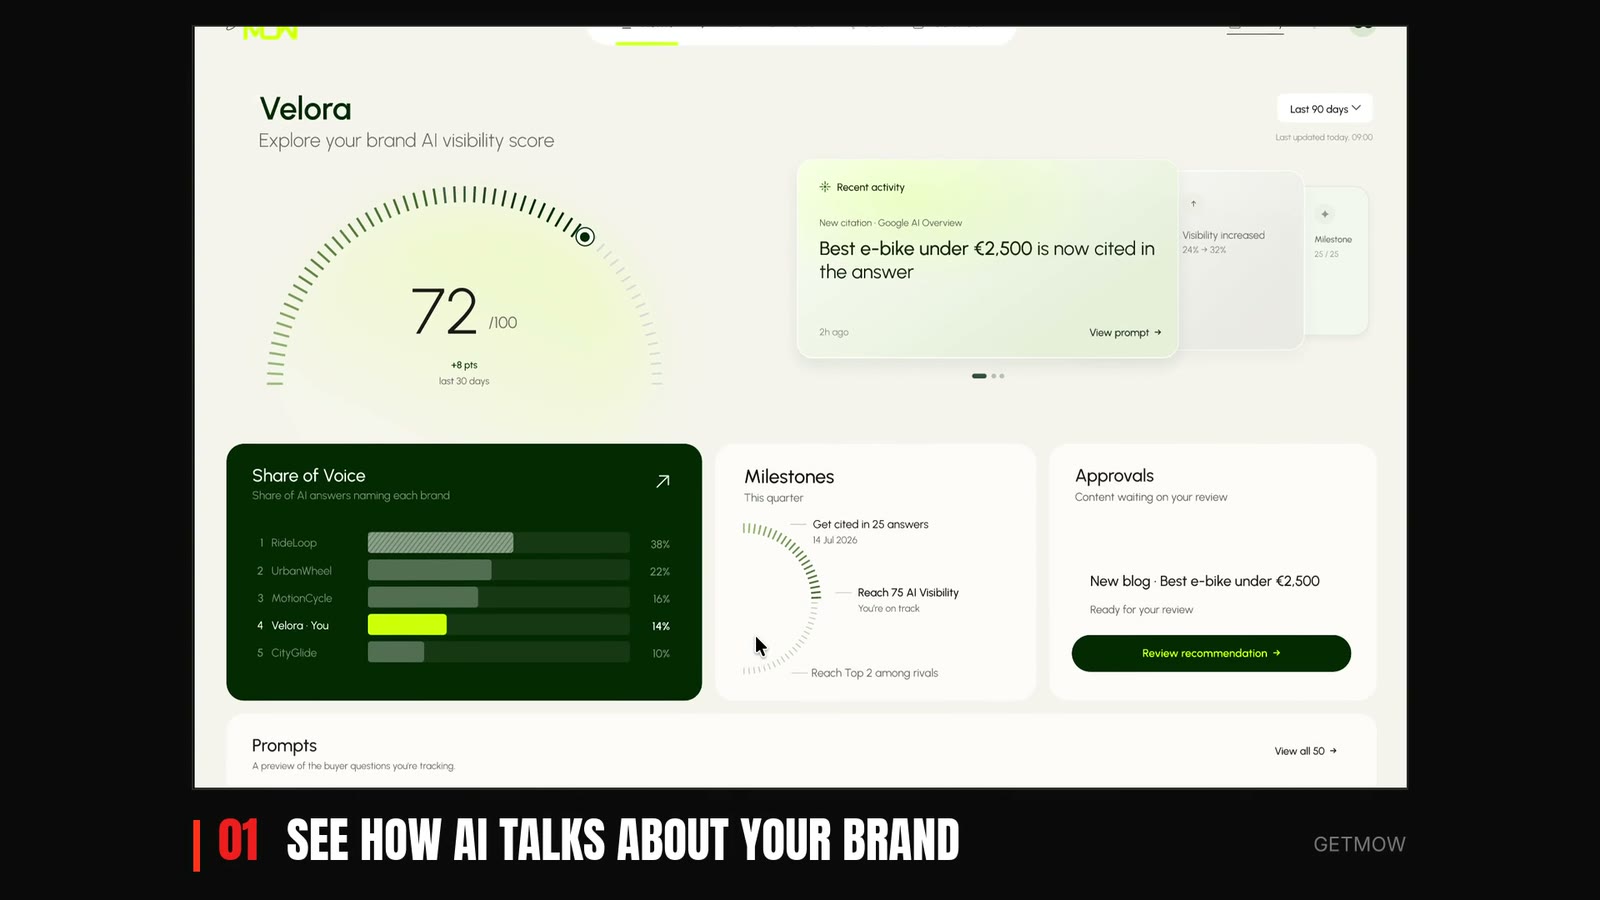 MOW
Velora
Explore your brand AI visibility score
Last 90 days
Last updated today, 09:00
72 /100
+8 pts
last 30 days
Recent activity
New citation · Google AI Overview
Best e-bike under €2,500 is now cited in
the answer
2h ago
View prompt →
Visibility increased
24% → 32%
Milestone
25 / 25
Share of Voice
Share of AI answers naming each brand
1 RideLoop 38%
2 UrbanWheel 22%
3 MotionCycle 16%
4 Velora · You 14%
5 CityGlide 10%
Milestones
This quarter
Get cited in 25 answers
14 Jul 2026
Reach 75 AI Visibility
You're on track
Reach Top 2 among rivals
Approvals
Content waiting on your review
New blog · Best e-bike under €2,500
Ready for your review
Review recommendation →
Prompts
A preview of the buyer questions you're tracking.
View all 50 →
01 SEE HOW AI TALKS ABOUT YOUR BRAND
GETMOW